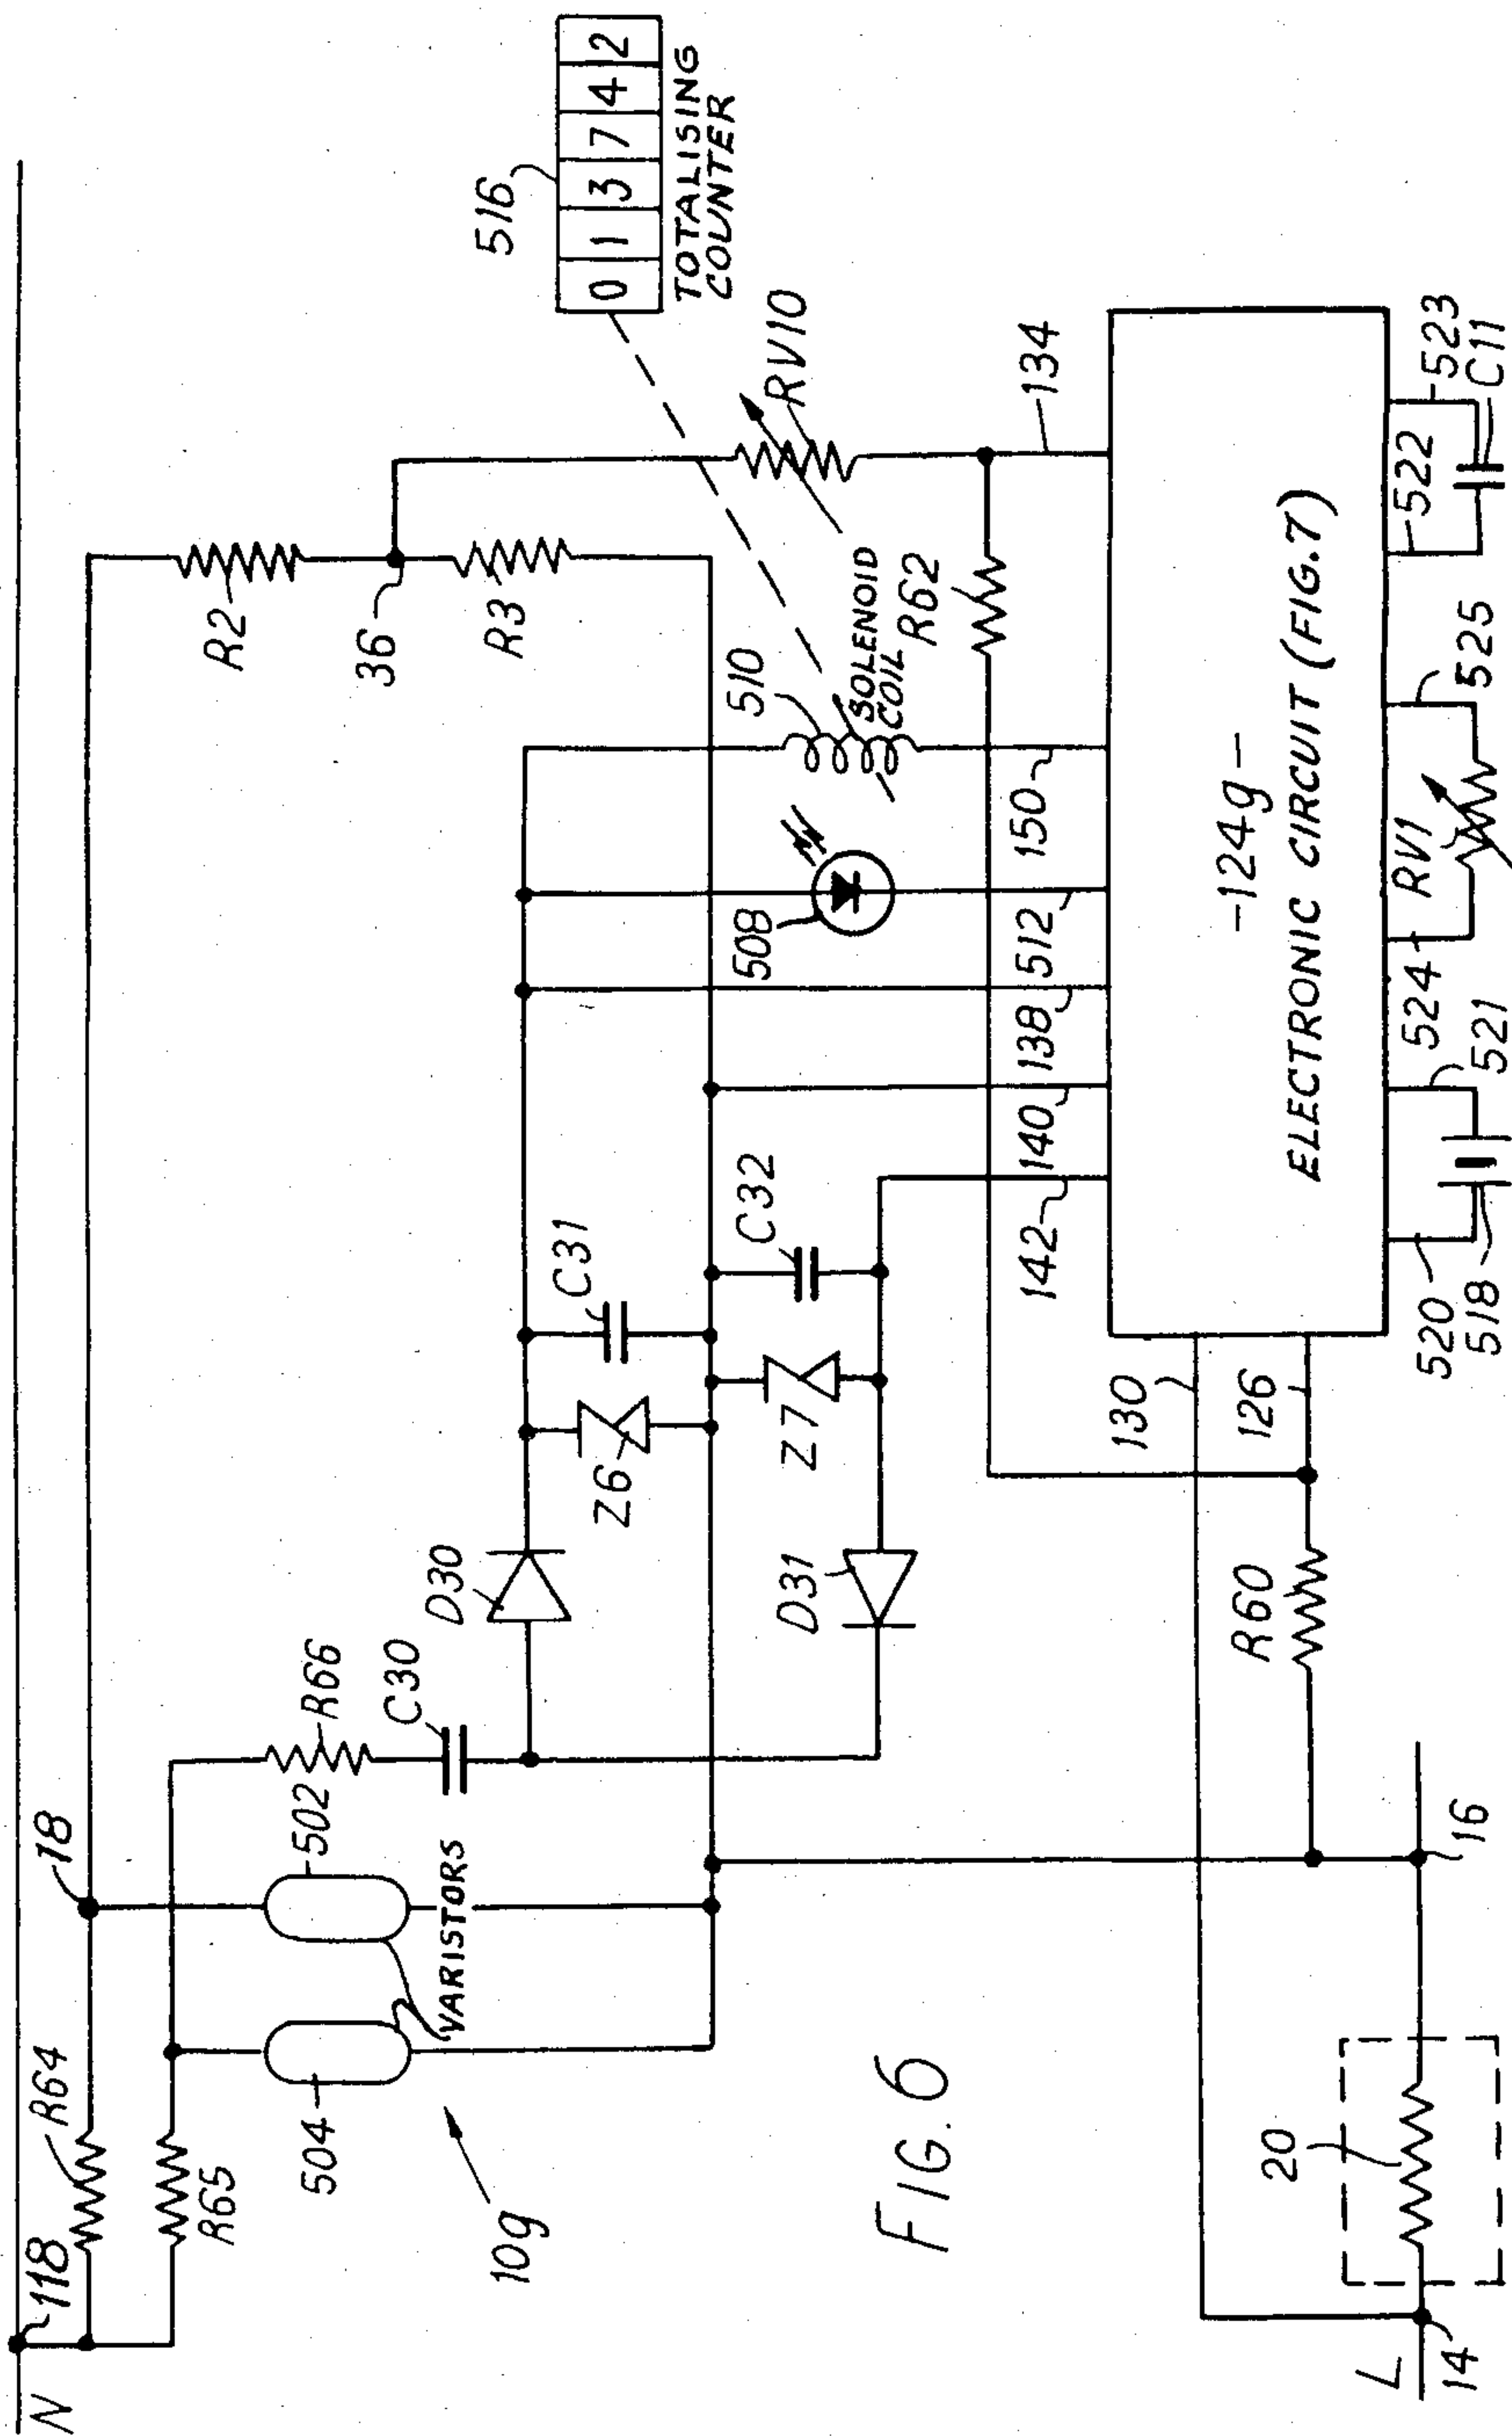 N
118
R64
R65
18
504
502
VARISTORS
R66
C30
10g
D30
D31
Z6
Z7
C31
C32
R2
36
R3
510
SOLENOID
COIL
508
RV10
R62
516
0 1 3 7 4 2
TOTALISING
COUNTER
142
140
138
512
150
134
130
126
R60
-124g-
ELECTRONIC CIRCUIT (FIG.7)
520
518
521
524
RV1
525
522
523
C11
L
14
20
16
FIG.6